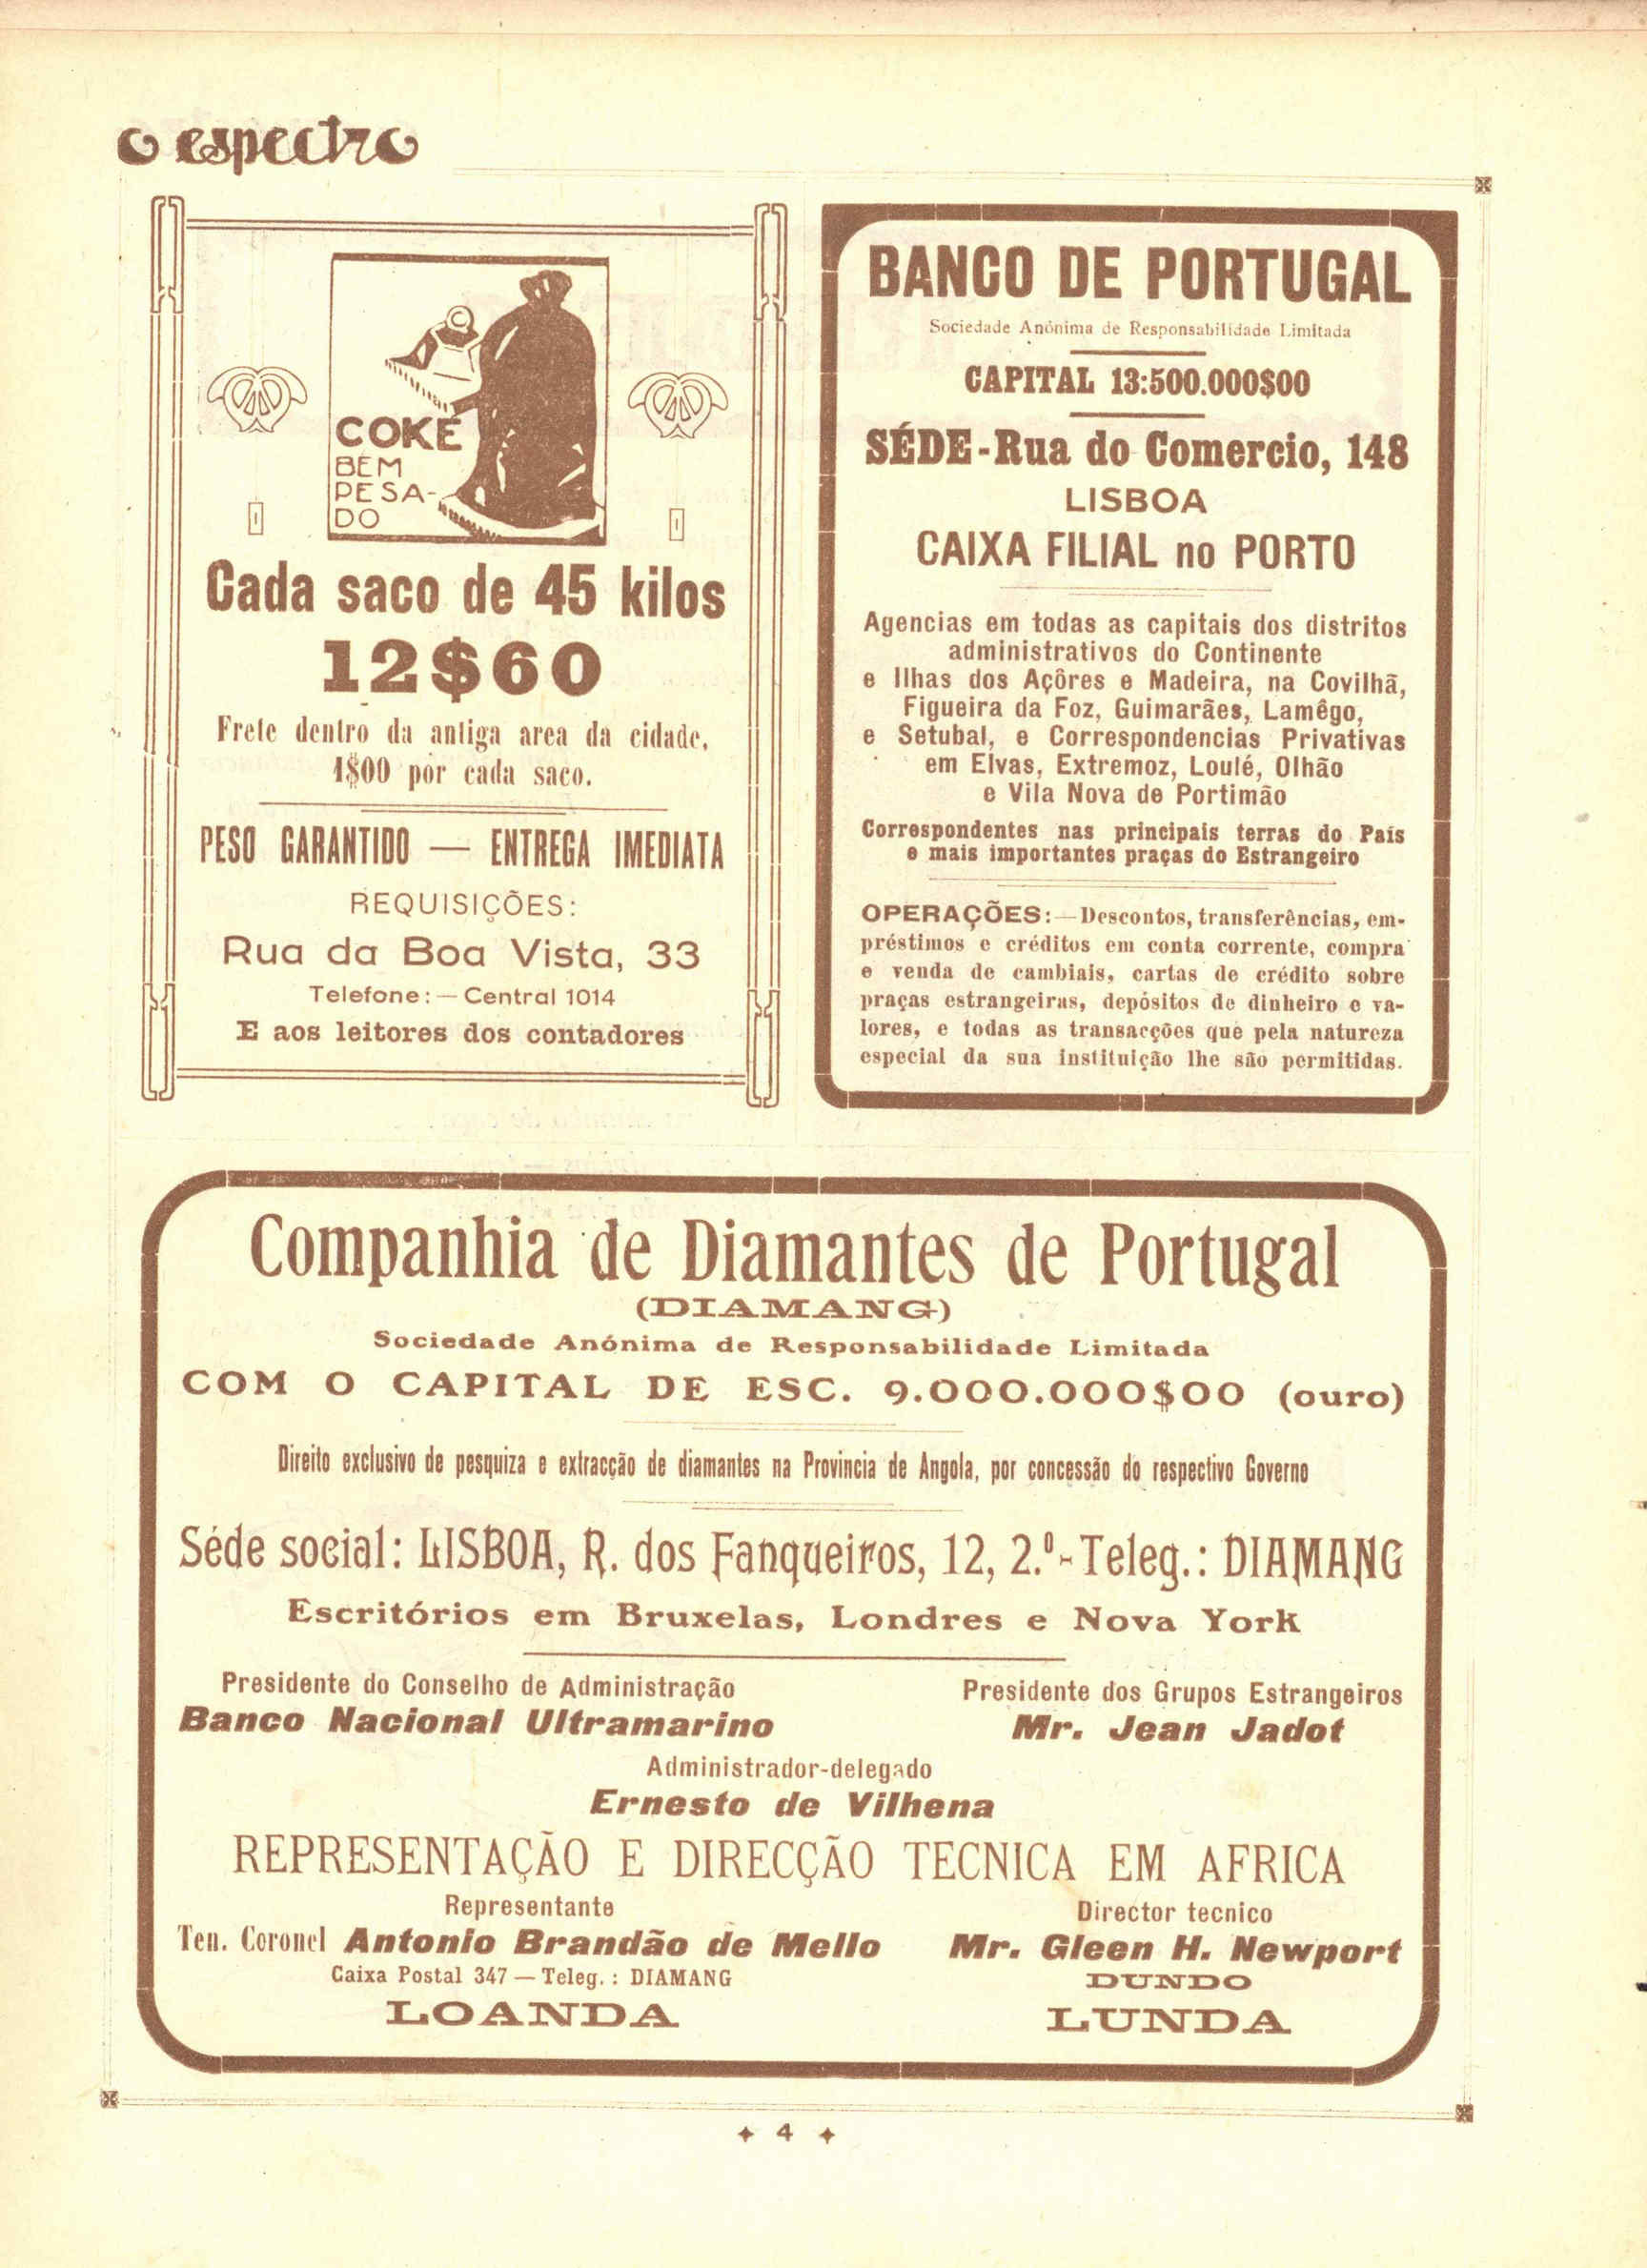 o espectro
COKE
BEM
PESA-
DO
Cada saco de 45 kilos
12$60
Frete dentro da antiga area da cidade,
1$00 por cada saco.
PESO GARANTIDO — ENTREGA IMEDIATA
REQUISIÇÕES:
Rua da Boa Vista, 33
Telefone: — Central 1014
E aos leitores dos contadores
BANCO DE PORTUGAL
Sociedade Anónima de Responsabilidade Limitada
CAPITAL 13:500.000$00
SÉDE-Rua do Comercio, 148
LISBOA
CAIXA FILIAL no PORTO
Agencias em todas as capitais dos distritos
administrativos do Continente
e Ilhas dos Açôres e Madeira, na Covilhã,
Figueira da Foz, Guimarães, Lamêgo,
e Setubal, e Correspondencias Privativas
em Elvas, Extremoz, Loulé, Olhão
e Vila Nova de Portimão
Correspondentes nas principais terras do País
e mais importantes praças do Estrangeiro
OPERAÇÕES:—Descontos, transferências, em-
préstimos e créditos em conta corrente, compra
e venda de cambiais, cartas de crédito sobre
praças estrangeiras, depósitos de dinheiro e va-
lores, e todas as transacções que pela natureza
especial da sua instituição lhe são permitidas.
Companhia de Diamantes de Portugal
(DIAMANG)
Sociedade Anónima de Responsabilidade Limitada
COM O CAPITAL DE ESC. 9.000.000$00 (ouro)
Direito exclusivo de pesquiza e extracção de diamantes na Provincia de Angola, por concessão do respectivo Governo
Séde social: LISBOA, R. dos Fanqueiros, 12, 2.º-Teleg.: DIAMANG
Escritórios em Bruxelas, Londres e Nova York
Presidente do Conselho de Administração
Banco Nacional Ultramarino
Presidente dos Grupos Estrangeiros
Mr. Jean Jadot
Administrador-delegado
Ernesto de Vilhena
REPRESENTAÇÃO E DIRECÇÃO TECNICA EM AFRICA
Representante
Ten. Coronel Antonio Brandão de Mello
Caixa Postal 347 — Teleg. : DIAMANG
LOANDA
Director tecnico
Mr. Gleen H. Newport
DUNDO
LUNDA
4